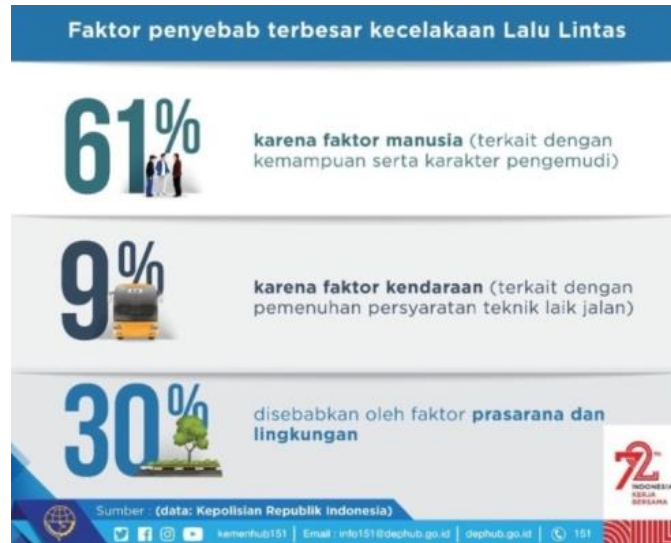 Faktor penyebab terbesar kecelakaan Lalu Lintas
61%
karena faktor manusia (terkait dengan
kemampuan serta karakter pengemudi)
9%
karena faktor kendaraan (terkait dengan
pemenuhan persyaratan teknik laik jalan)
30%
disebabkan oleh faktor prasarana dan
lingkungan
72
INDONESIA
KERJA
BERSAMA
Sumber : (data: Kepolisian Republik Indonesia)
kemenhub151 | Email : info151@dephub.go.id | dephub.go.id | 151